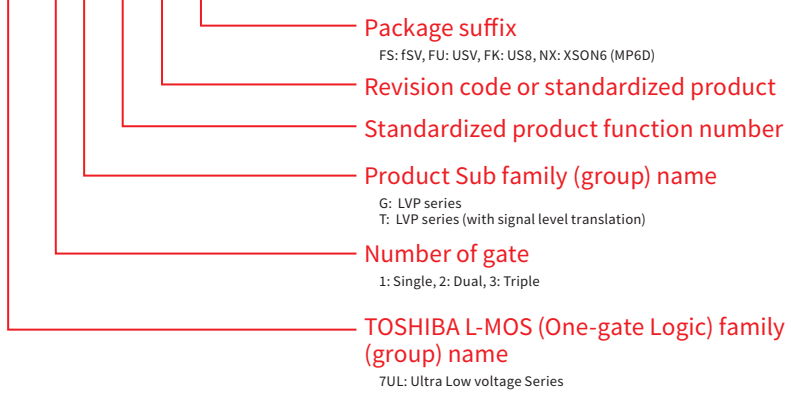 Package suffix
FS: fSV, FU: USV, FK: US8, NX: XSON6 (MP6D)
Revision code or standardized product
Standardized product function number
Product Sub family (group) name
G: LVP series
T: LVP series (with signal level translation)
Number of gate
1: Single, 2: Dual, 3: Triple
TOSHIBA L-MOS (One-gate Logic) family
(group) name
7UL: Ultra Low voltage Series